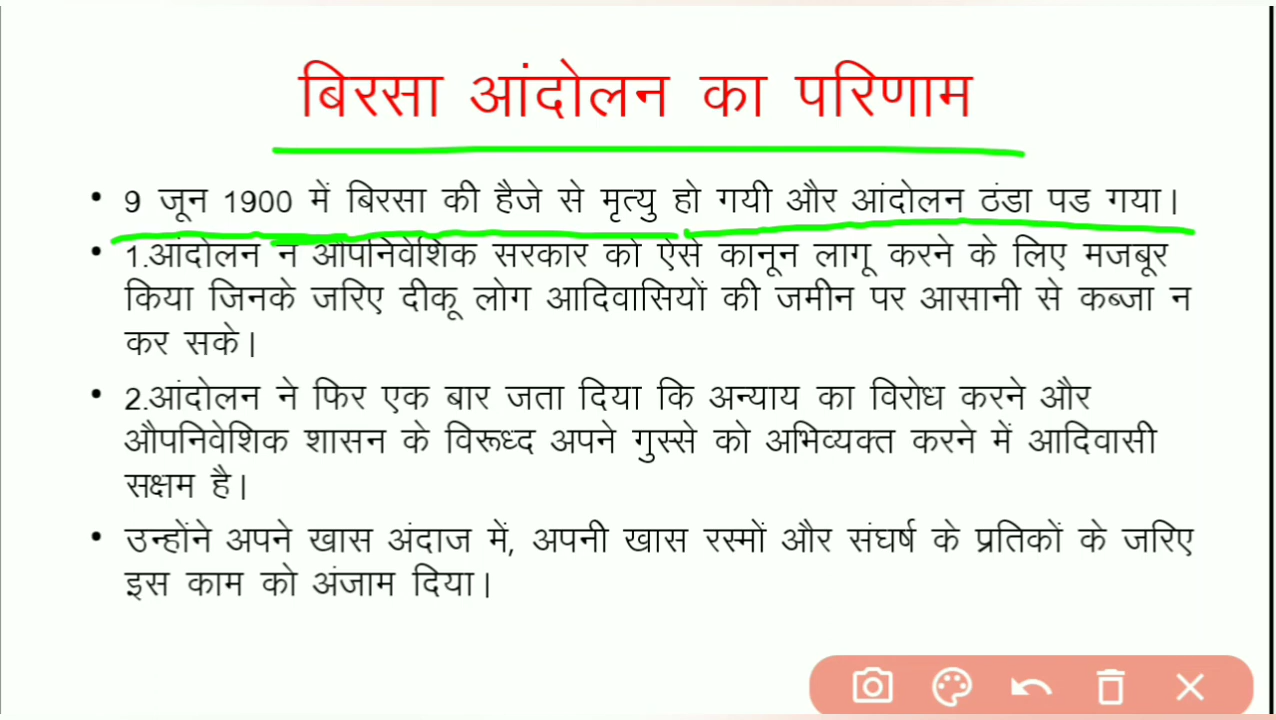 बिरसा आंदोलन का परिणाम
• 9 जून 1900 में बिरसा की हैजे से मृत्यु हो गयी और आंदोलन ठंडा पड गया।
• 1.आंदोलन ने औपनिवेशिक सरकार को ऐसे कानून लागू करने के लिए मजबूर
किया जिनके जरिए दीकू लोग आदिवासियों की जमीन पर आसानी से कब्जा न
कर सके।
• 2.आंदोलन ने फिर एक बार जता दिया कि अन्याय का विरोध करने और
औपनिवेशिक शासन के विरूध्द अपने गुस्से को अभिव्यक्त करने में आदिवासी
सक्षम है।
• उन्होंने अपने खास अंदाज में, अपनी खास रस्मों और संघर्ष के प्रतिकों के जरिए
इस काम को अंजाम दिया।